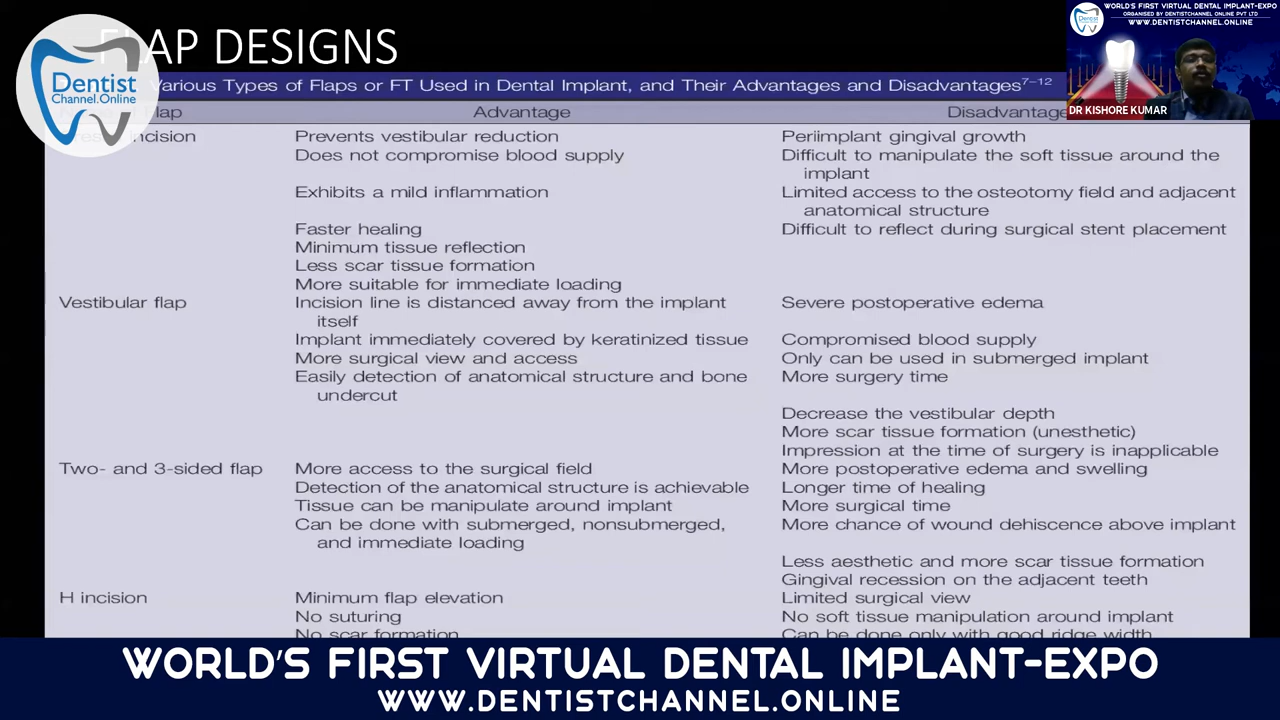 FLAP DESIGNS
Dentist
Channel.Online
WORLD'S FIRST VIRTUAL DENTAL IMPLANT-EXPO
ORGANISED BY DENTISTCHANNEL.ONLINE PVT LTD
WWW.DENTISTCHANNEL.ONLINE
DR KISHORE KUMAR
Various Types of Flaps or FT Used in Dental Implant, and Their Advantages and Disadvantages7–12
Flap Advantage Disadvantage
incision Prevents vestibular reduction Periimplant gingival growth
Does not compromise blood supply Difficult to manipulate the soft tissue around the
implant
Exhibits a mild inflammation Limited access to the osteotomy field and adjacent
anatomical structure
Faster healing Difficult to reflect during surgical stent placement
Minimum tissue reflection
Less scar tissue formation
More suitable for immediate loading
Vestibular flap Incision line is distanced away from the implant Severe postoperative edema
itself
Implant immediately covered by keratinized tissue Compromised blood supply
More surgical view and access Only can be used in submerged implant
Easily detection of anatomical structure and bone More surgery time
undercut
Decrease the vestibular depth
More scar tissue formation (unesthetic)
Impression at the time of surgery is inapplicable
Two- and 3-sided flap More access to the surgical field More postoperative edema and swelling
Detection of the anatomical structure is achievable Longer time of healing
Tissue can be manipulate around implant More surgical time
Can be done with submerged, nonsubmerged, More chance of wound dehiscence above implant
and immediate loading
Less aesthetic and more scar tissue formation
Gingival recession on the adjacent teeth
H incision Minimum flap elevation Limited surgical view
No suturing No soft tissue manipulation around implant
No scar formation Can be done only with good ridge width
WORLD'S FIRST VIRTUAL DENTAL IMPLANT-EXPO
WWW.DENTISTCHANNEL.ONLINE